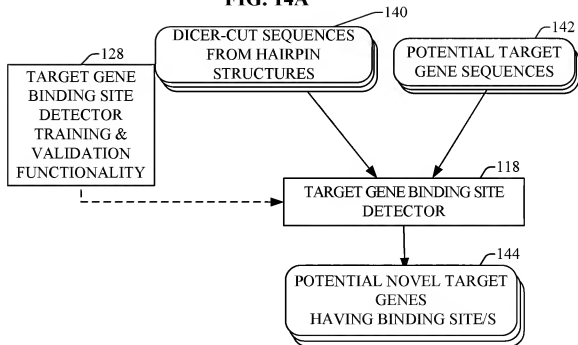 FIG. 14A
140
DICER-CUT SEQUENCES
FROM HAIRPIN
STRUCTURES
142
POTENTIAL TARGET
GENE SEQUENCES
128
TARGET GENE
BINDING SITE
DETECTOR
TRAINING &
VALIDATION
FUNCTIONALITY
118
TARGET GENE BINDING SITE
DETECTOR
144
POTENTIAL NOVEL TARGET
GENES
HAVING BINDING SITE/S